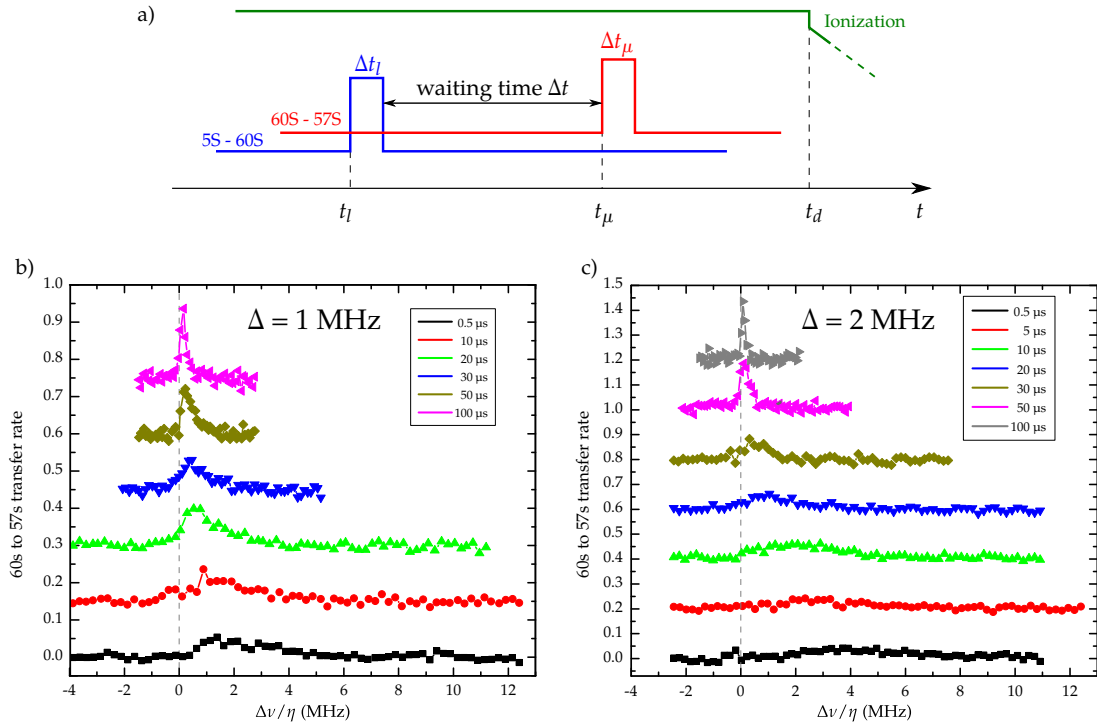 a)
Ionization
Δt_l
Δt_μ
waiting time Δt
60S - 57S
5S - 60S
t_l
t_μ
t_d
t
b)
Δ = 1 MHz
60s to 57s transfer rate
1.0
0.9
0.8
0.7
0.6
0.5
0.4
0.3
0.2
0.1
0.0
-4
-2
0
2
4
6
8
10
12
Δν/η (MHz)
0.5 μs
10 μs
20 μs
30 μs
50 μs
100 μs
c)
Δ = 2 MHz
60s to 57s transfer rate
1.5
1.4
1.3
1.2
1.1
1.0
0.9
0.8
0.7
0.6
0.5
0.4
0.3
0.2
0.1
0.0
-4
-2
0
2
4
6
8
10
12
Δν/η (MHz)
0.5 μs
5 μs
10 μs
20 μs
30 μs
50 μs
100 μs